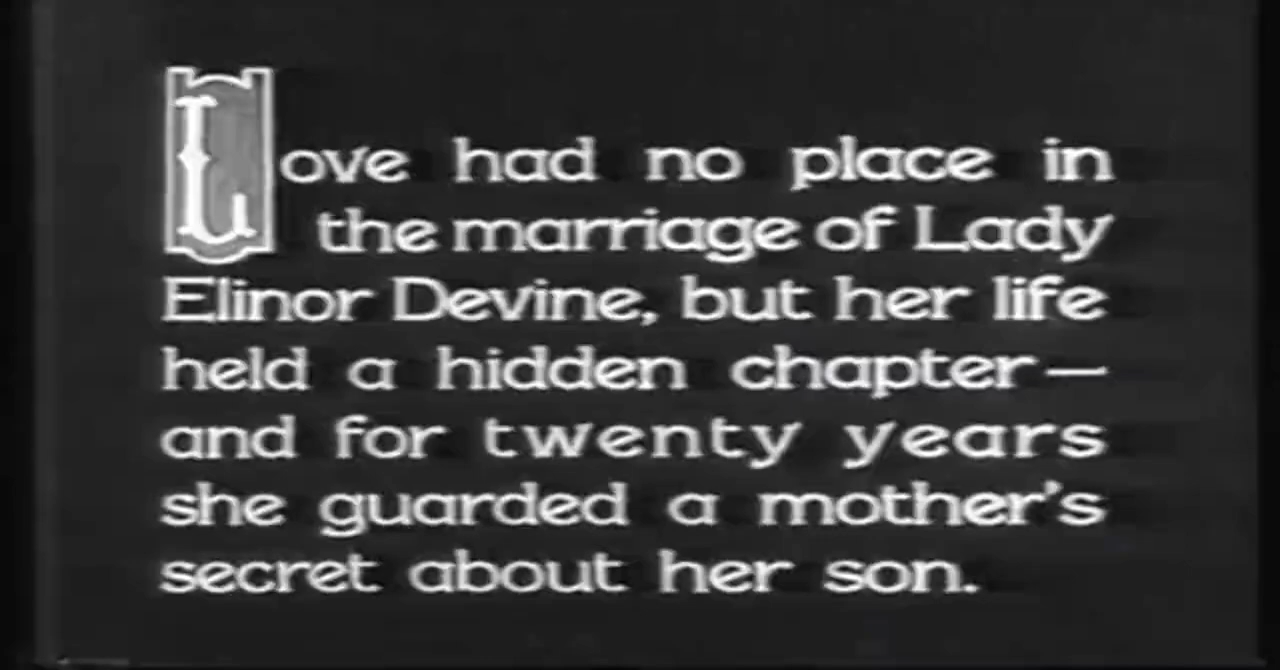 Love had no place in
the marriage of Lady
Elinor Devine, but her life
held a hidden chapter—
and for twenty years
she guarded a mother's
secret about her son.